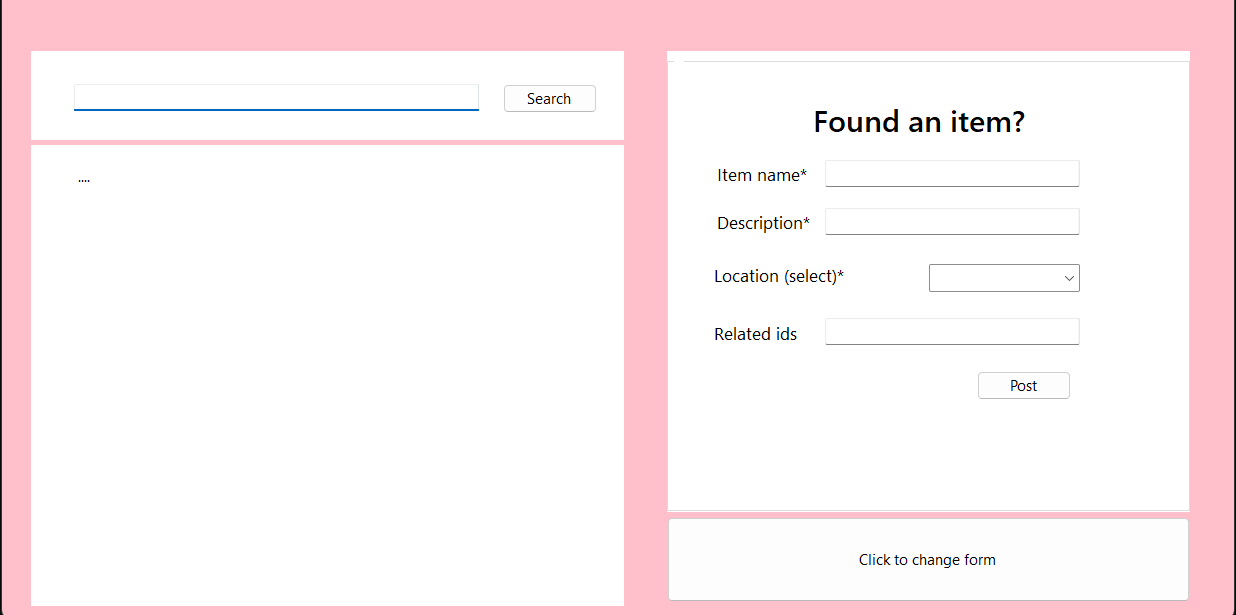 Search
....
Found an item?
Item name*
Description*
Location (select)*
Related ids
Post
Click to change form